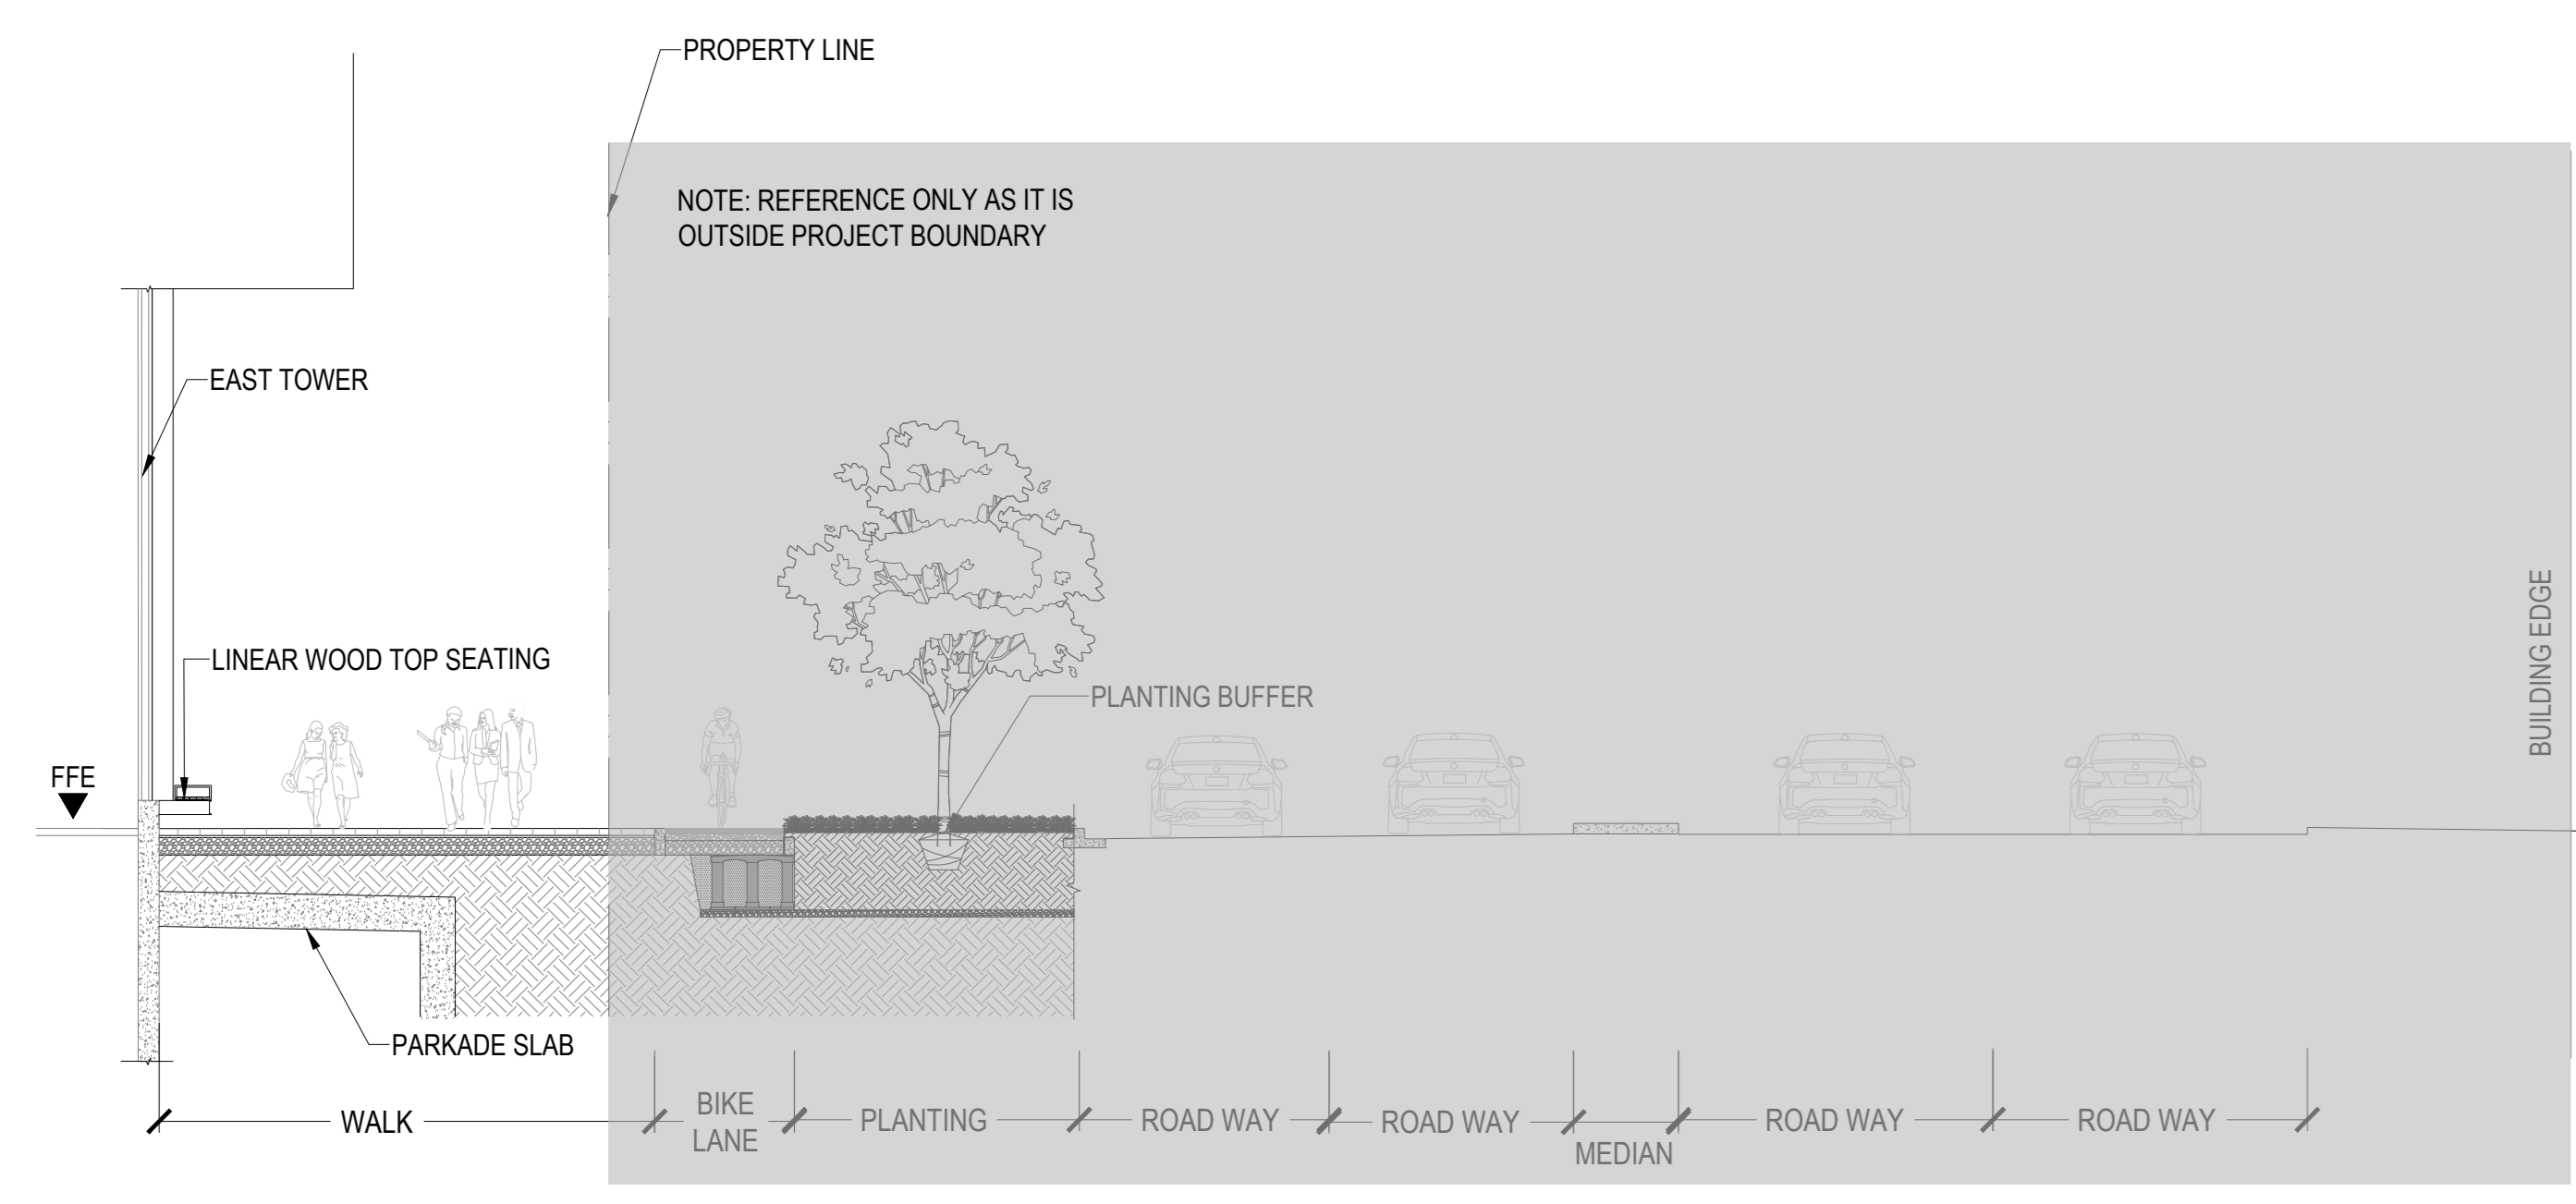 PROPERTY LINE
NOTE: REFERENCE ONLY AS IT IS
OUTSIDE PROJECT BOUNDARY
EAST TOWER
LINEAR WOOD TOP SEATING
PLANTING BUFFER
BUILDING EDGE
FFE
PARKADE SLAB
WALK
BIKE
LANE
PLANTING
ROAD WAY
ROAD WAY
MEDIAN
ROAD WAY
ROAD WAY